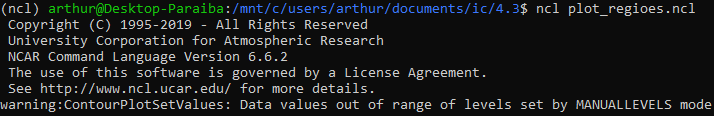 (ncl) arthur@Desktop-Paraiba:/mnt/c/users/arthur/documents/ic/4.3$ ncl plot_regioes.ncl
Copyright (C) 1995-2019 - All Rights Reserved
University Corporation for Atmospheric Research
NCAR Command Language Version 6.6.2
The use of this software is governed by a License Agreement.
See http://www.ncl.ucar.edu/ for more details.
warning:ContourPlotSetValues: Data values out of range of levels set by MANUALLEVELS mode